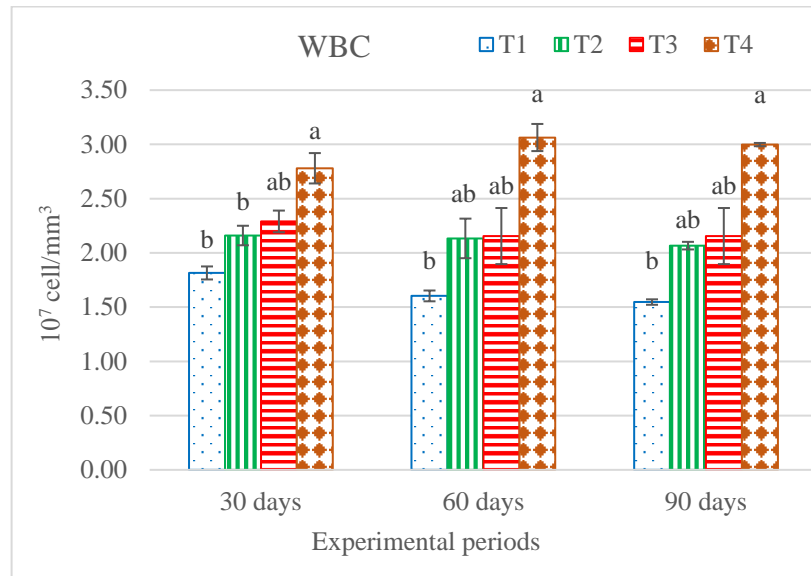 WBC
T1 T2 T3 T4
3.50
3.00
2.50
2.00
1.50
1.00
0.50
0.00
10⁷ cell/mm³
b b ab a
b ab ab a
b ab ab a
30 days 60 days 90 days
Experimental periods